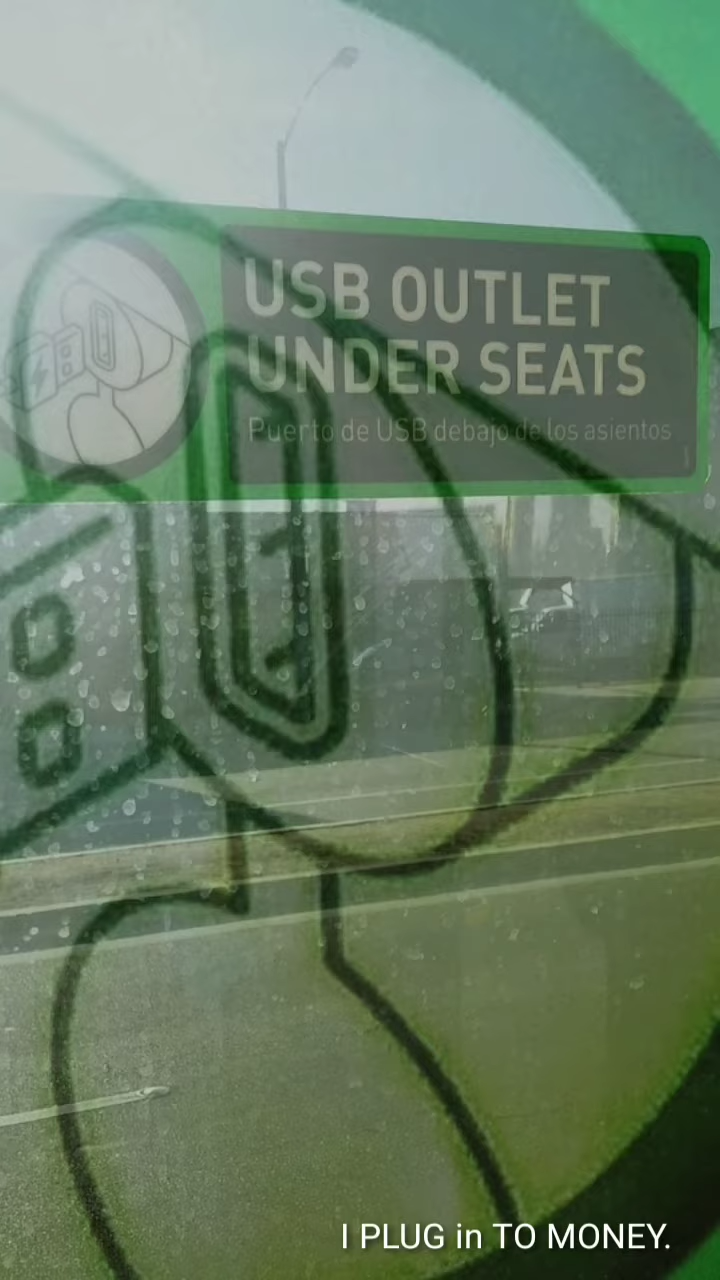 USB OUTLET
UNDER SEATS
Puerto de USB debajo de los asientos
I PLUG in TO MONEY.